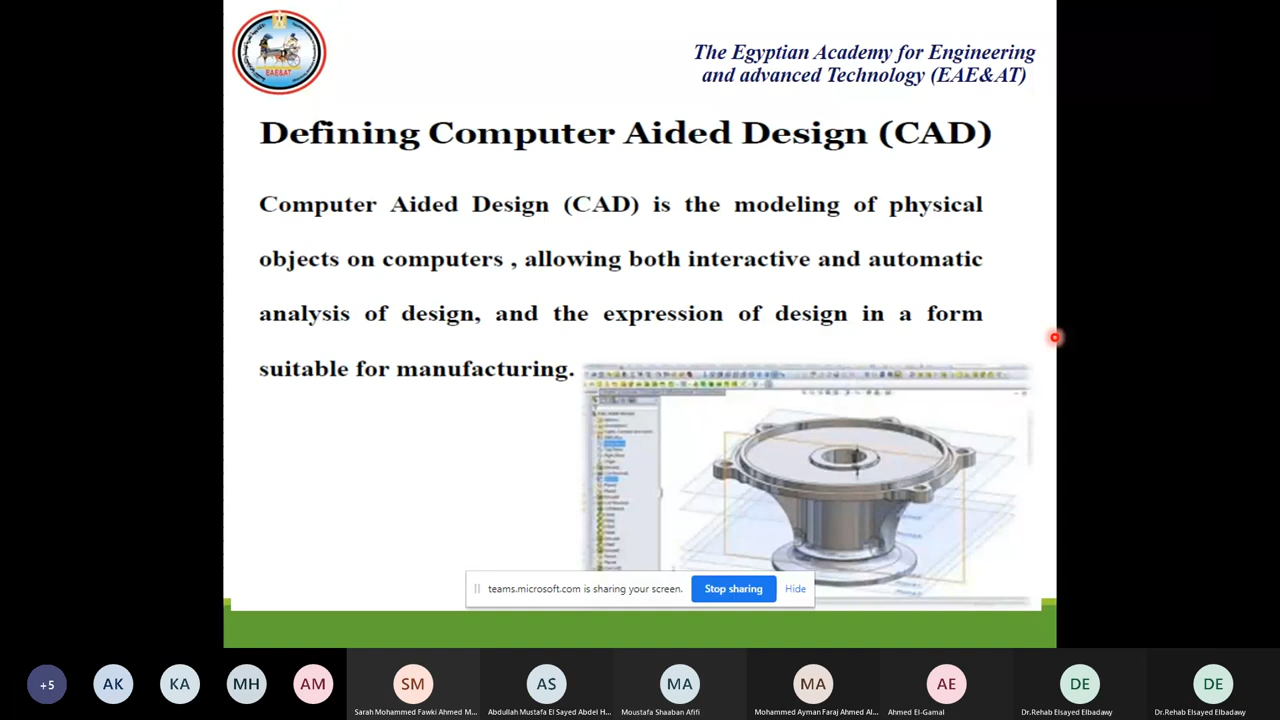 EAE&AT
The Egyptian Academy for Engineering
and advanced Technology (EAE&AT)
Defining Computer Aided Design (CAD)
Computer Aided Design (CAD) is the modeling of physical
objects on computers , allowing both interactive and automatic
analysis of design, and the expression of design in a form
suitable for manufacturing.
teams.microsoft.com is sharing your screen.
Stop sharing
Hide
+5
AK
KA
MH
AM
SM
AS
MA
MA
AE
DE
DE
Sarah Mohammed Fawki Ahmed M...
Abdullah Mustafa El Sayed Abdel H...
Moustafa Shaaban Afifi
Mohammed Ayman Faraj Ahmed Al...
Ahmed El-Gamal
Dr.Rehab Elsayed Elbadawy
Dr.Rehab Elsayed Elbadawy